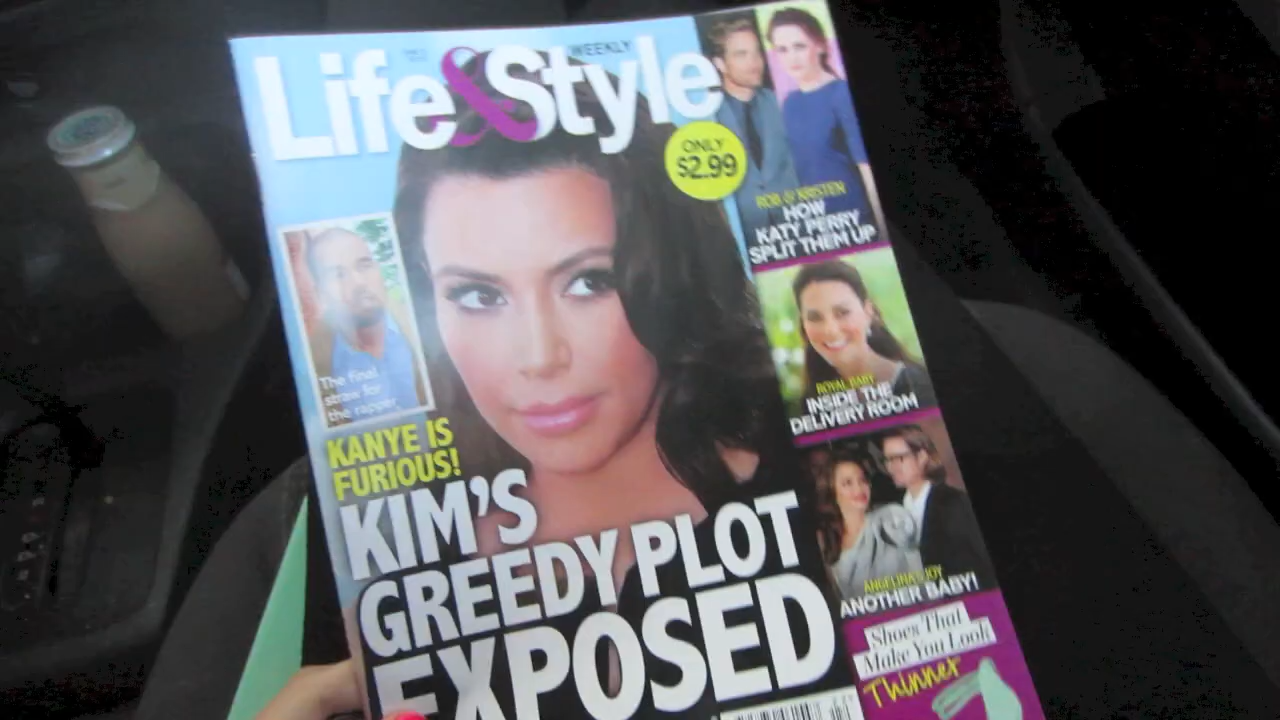 Life&Style
WEEKLY
ONLY
$2.99
ROB & KRISTEN
HOW
KATY PERRY
SPLIT THEM UP
The final
straw for
the rapper
KANYE IS
FURIOUS!
KIM'S
GREEDY PLOT
EXPOSED
ROYAL BABY
INSIDE THE
DELIVERY ROOM
ANGELINA'S JOY
ANOTHER BABY!
Shoes That
Make You Look
Thinner